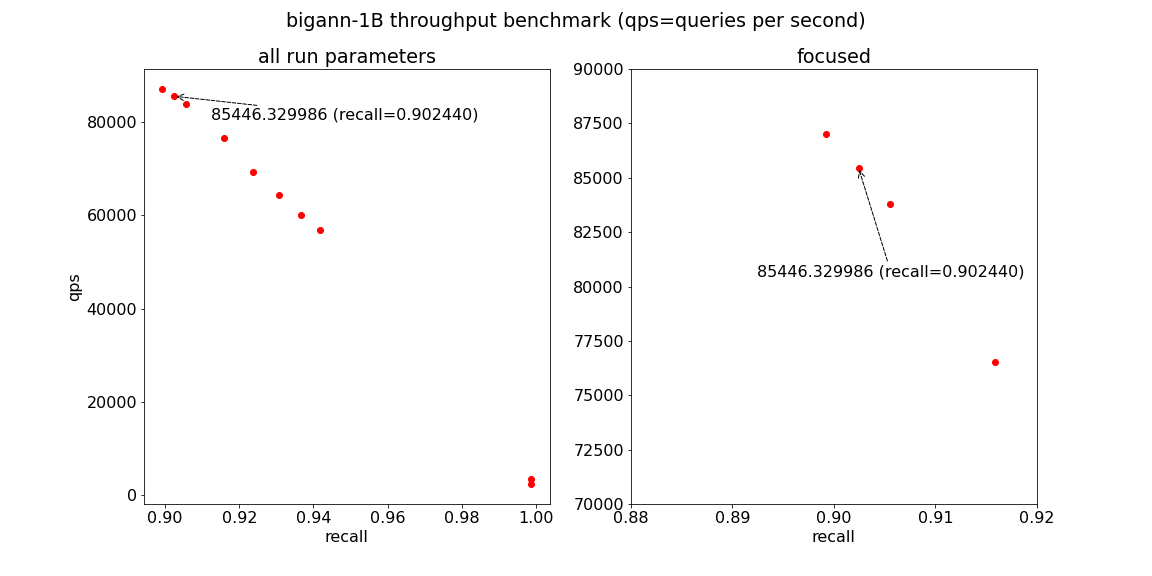 bigann-1B throughput benchmark (qps=queries per second)
all run parameters
80000
60000
40000
20000
0
qps
85446.329986 (recall=0.902440)
0.90 0.92 0.94 0.96 0.98 1.00
recall
focused
90000
87500
85000
82500
80000
77500
75000
72500
70000
85446.329986 (recall=0.902440)
0.88 0.89 0.90 0.91 0.92
recall